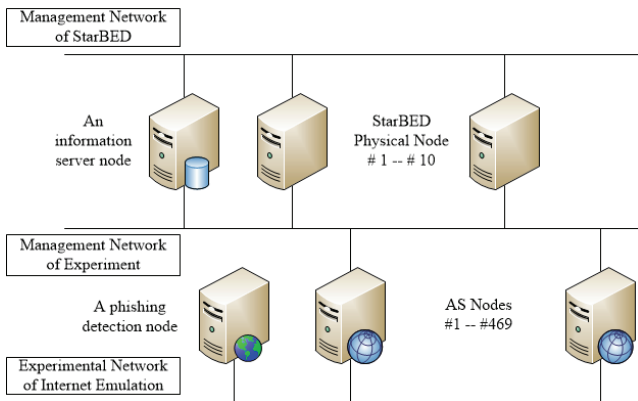 Management Network
of StarBED
An
information
server node
StarBED
Physical Node
# 1 -- # 10
Management Network
of Experiment
A phishing
detection node
AS Nodes
#1 -- #469
Experimental Network
of Internet Emulation